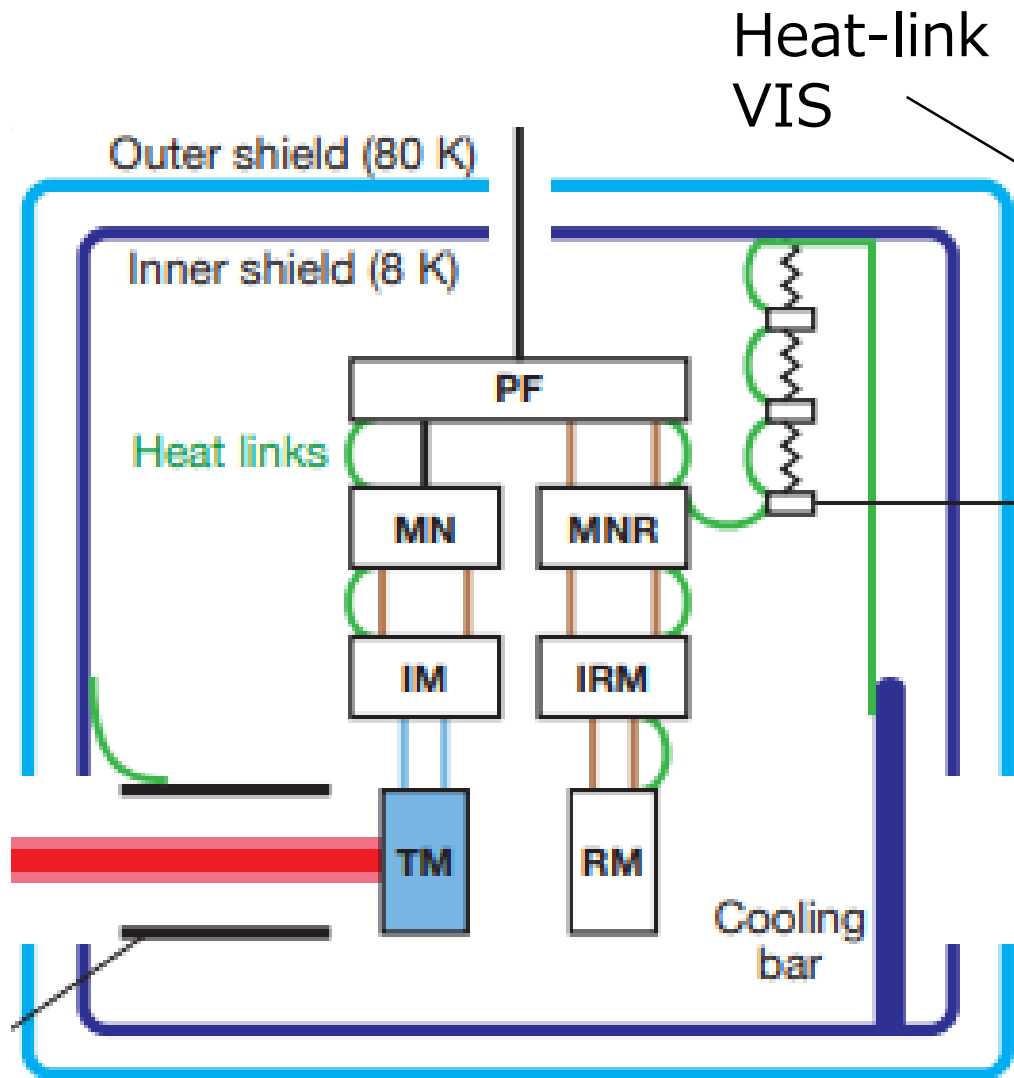 Heat-link
VIS
Outer shield (80 K)
Inner shield (8 K)
PF
Heat links
MN
MNR
IM
IRM
TM
RM
Cooling
bar